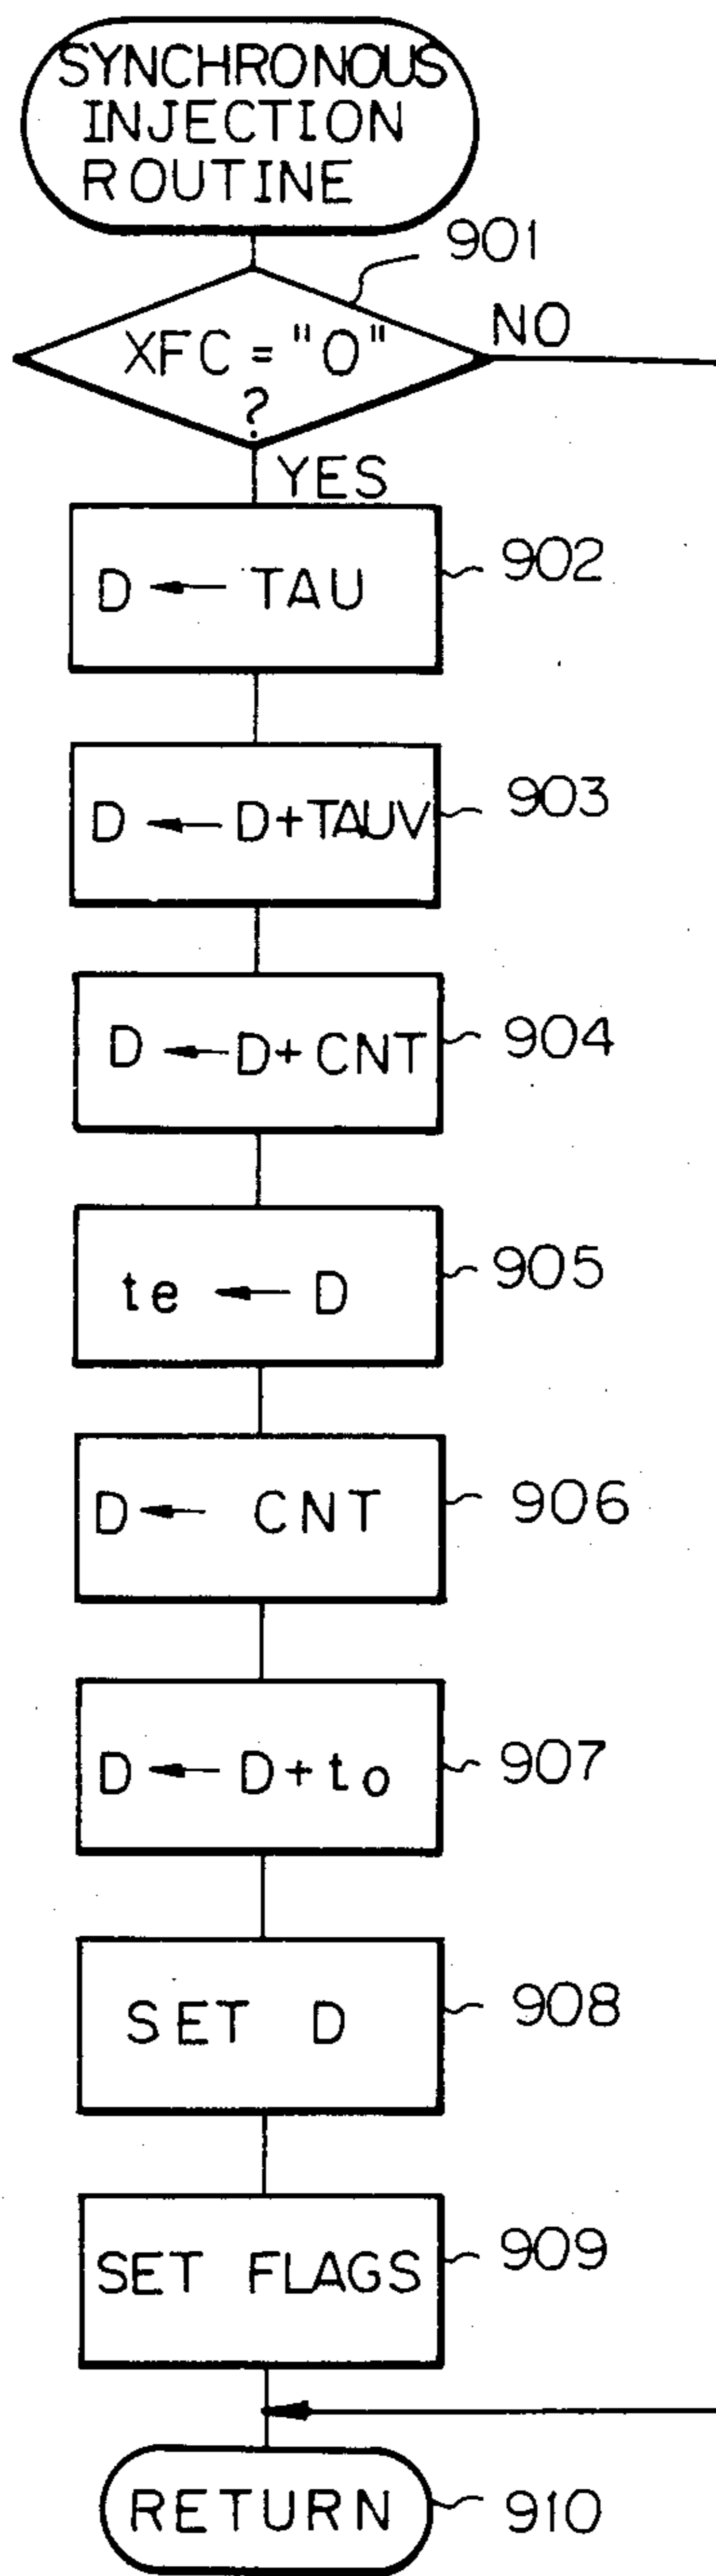 SYNCHRONOUS
INJECTION
ROUTINE
901
XFC = "0"
?
NO
YES
D ← TAU
902
D ← D+TAUV
903
D ← D+CNT
904
te ← D
905
D ← CNT
906
D ← D+to
907
SET D
908
SET FLAGS
909
RETURN
910